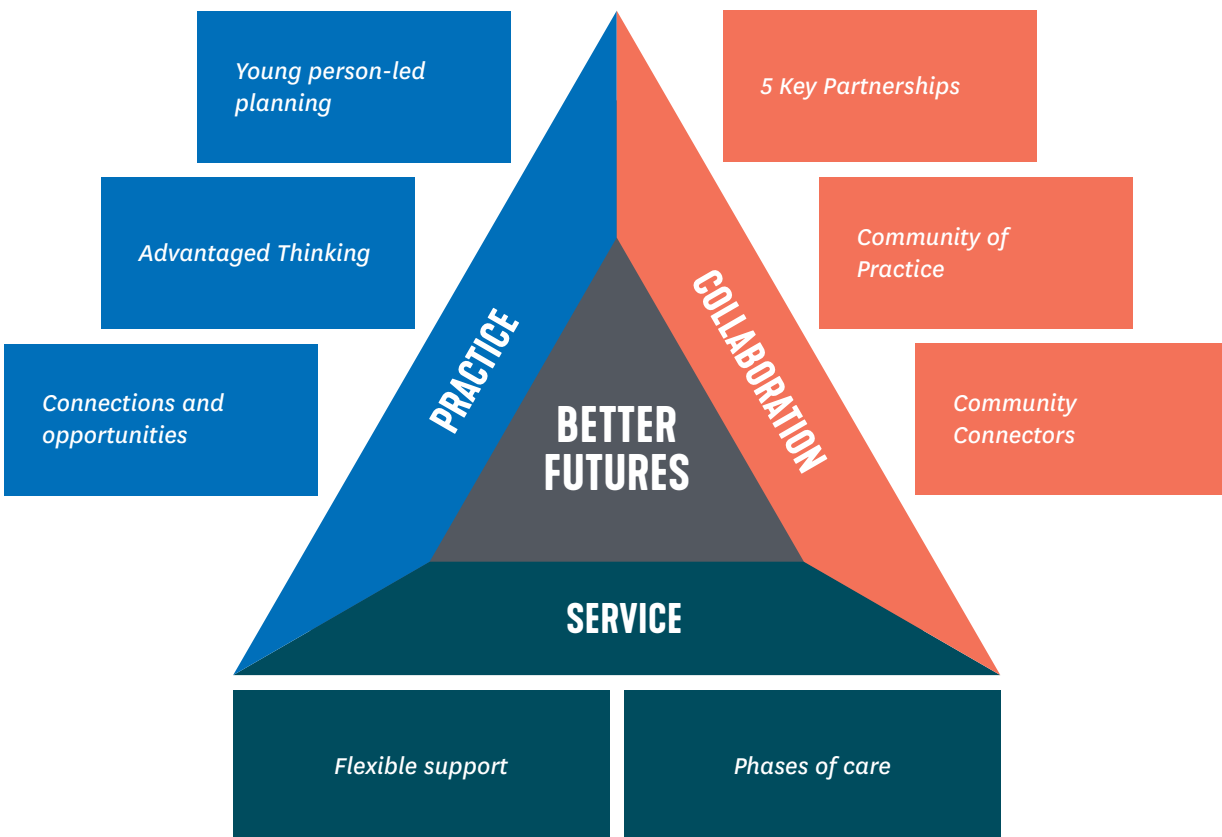 Young person-led
planning
Advantaged Thinking
Connections and
opportunities
5 Key Partnerships
Community of
Practice
Community
Connectors
PRACTICE
COLLABORATION
BETTER
FUTURES
SERVICE
Flexible support
Phases of care